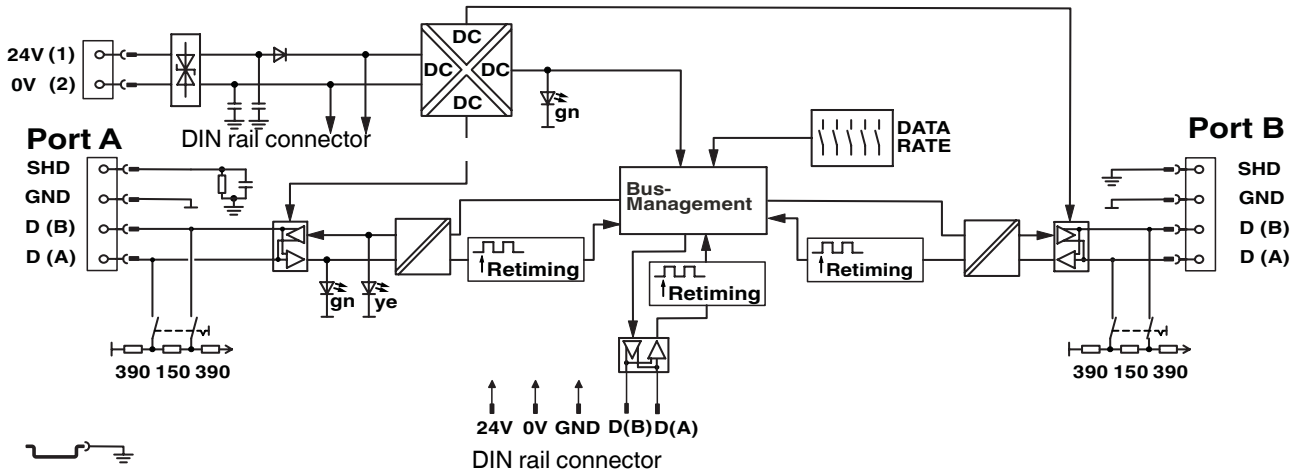 24V (1)
0V (2)
DC
DC DC
DC
gn
DIN rail connector
DATA
RATE
Port A
Port B
SHD
GND
D (B)
D (A)
Bus-
Management
SHD
GND
D (B)
D (A)
Retiming
Retiming
Retiming
gn
ye
390 150 390
390 150 390
24V 0V GND D(B) D(A)
DIN rail connector